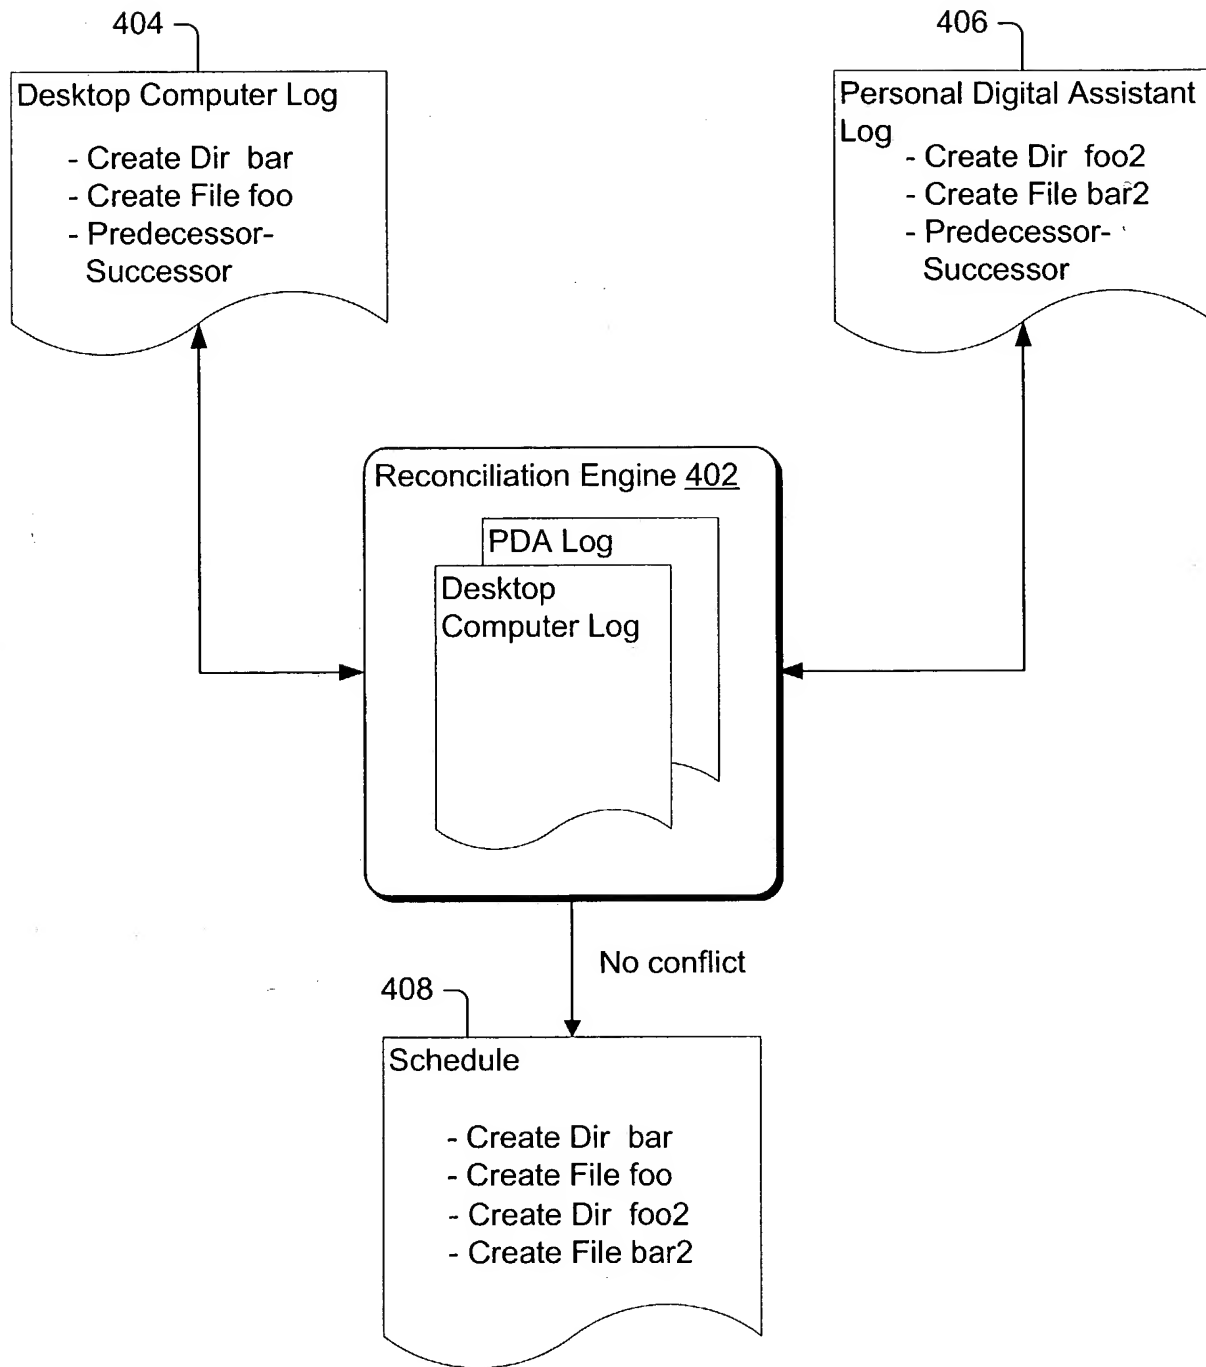 404
Desktop Computer Log
- Create Dir bar
- Create File foo
- Predecessor-
Successor
406
Personal Digital Assistant
Log
- Create Dir foo2
- Create File bar2
- Predecessor-
Successor
Reconciliation Engine 402
PDA Log
Desktop
Computer Log
No conflict
408
Schedule
- Create Dir bar
- Create File foo
- Create Dir foo2
- Create File bar2